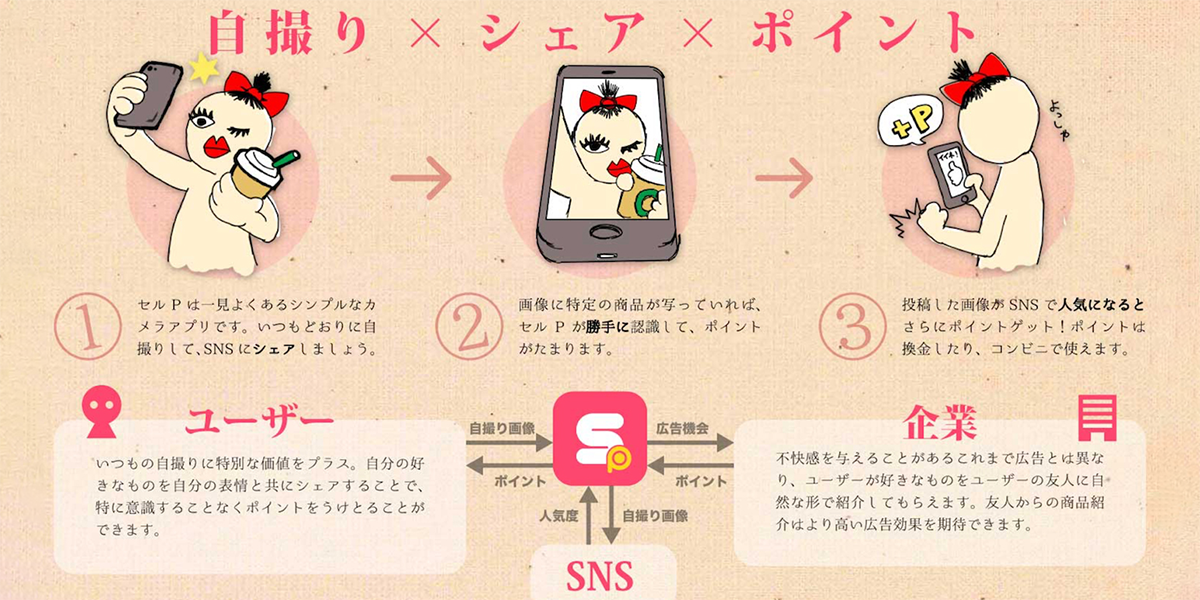 自撮り × シェア × ポイント
+P
イイネ!
よっしゃ
1
セルPは一見よくあるシンプルなカ
メラアプリです。いつもどおりに自
撮りして、SNSにシェアしましょう。
2
画像に特定の商品が写っていれば、
セルPが勝手に認識して、ポイント
がたまります。
3
投稿した画像がSNSで人気になると
さらにポイントゲット!ポイントは
換金したり、コンビニで使えます。
ユーザー
いつもの自撮りに特別な価値をプラス。自分の好
きなものを自分の表情と共にシェアすることで、
特に意識することなくポイントをうけとることが
できます。
自撮り画像
ポイント
SP
広告機会
ポイント
人気度
自撮り画像
SNS
企業
不快感を与えることがあるこれまで広告とは異な
り、ユーザーが好きなものをユーザーの友人に自
然な形で紹介してもらえます。友人からの商品紹
介はより高い広告効果を期待できます。